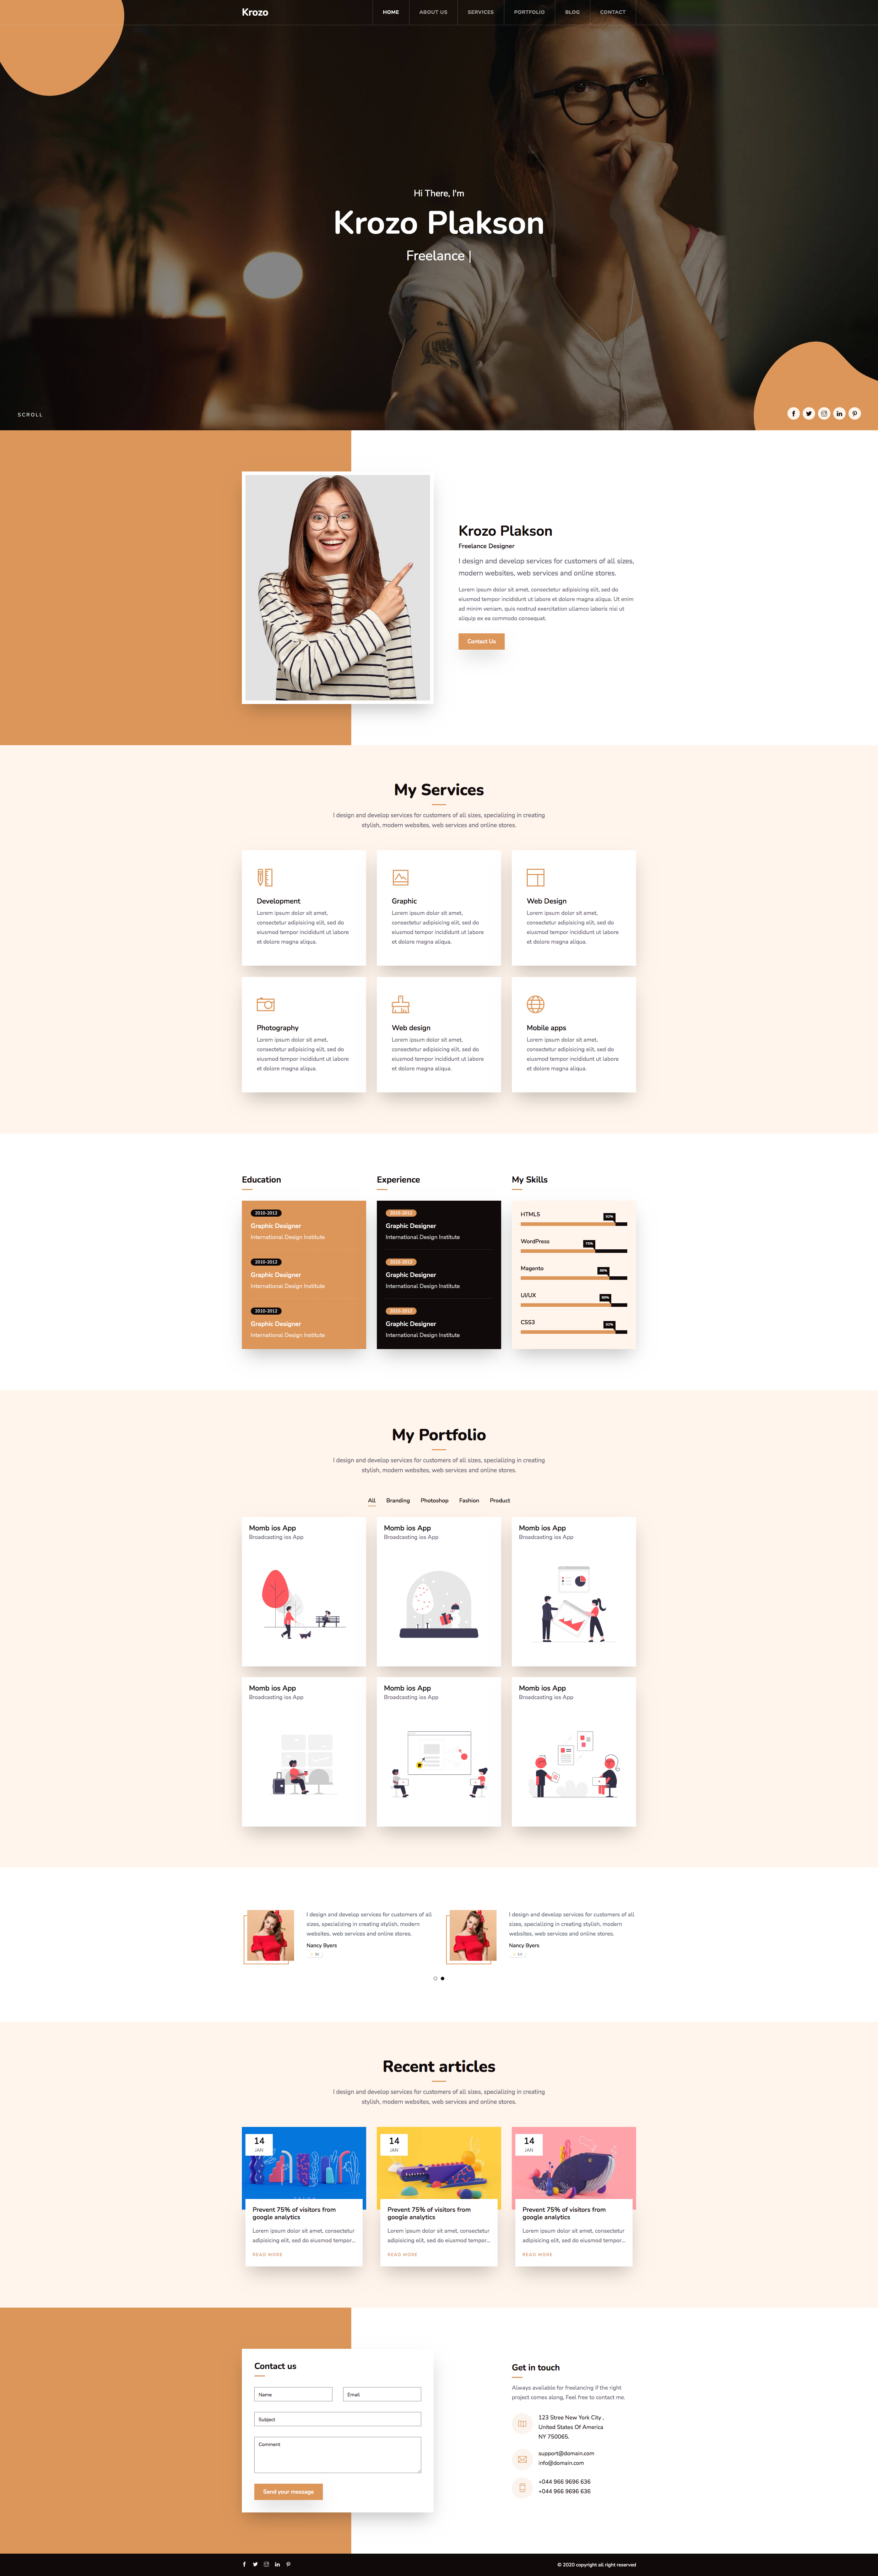 Krozo
HOME
ABOUT US
SERVICES
PORTFOLIO
BLOG
CONTACT
Hi There, I'm
Krozo Plakson
Freelance |
SCROLL
Krozo Plakson
Freelance Designer
I design and develop services for customers of all sizes,
modern websites, web services and online stores.
Lorem ipsum dolor sit amet, consectetur adipisicing elit, sed do
eiusmod tempor incididunt ut labore et dolore magna aliqua. Ut enim
ad minim veniam, quis nostrud exercitation ullamco laboris nisi ut
aliquip ex ea commodo consequat.
Contact Us
My Services
I design and develop services for customers of all sizes, specializing in creating
stylish, modern websites, web services and online stores.
Development
Lorem ipsum dolor sit amet,
consectetur adipisicing elit, sed do
eiusmod tempor incididunt ut labore
et dolore magna aliqua.
Graphic
Lorem ipsum dolor sit amet,
consectetur adipisicing elit, sed do
eiusmod tempor incididunt ut labore
et dolore magna aliqua.
Web Design
Lorem ipsum dolor sit amet,
consectetur adipisicing elit, sed do
eiusmod tempor incididunt ut labore
et dolore magna aliqua.
Photography
Lorem ipsum dolor sit amet,
consectetur adipisicing elit, sed do
eiusmod tempor incididunt ut labore
et dolore magna aliqua.
Web design
Lorem ipsum dolor sit amet,
consectetur adipisicing elit, sed do
eiusmod tempor incididunt ut labore
et dolore magna aliqua.
Mobile apps
Lorem ipsum dolor sit amet,
consectetur adipisicing elit, sed do
eiusmod tempor incididunt ut labore
et dolore magna aliqua.
Education
2010-2012
Graphic Designer
International Design Institute
2010-2012
Graphic Designer
International Design Institute
2010-2012
Graphic Designer
International Design Institute
Experience
2010-2012
Graphic Designer
International Design Institute
2010-2012
Graphic Designer
International Design Institute
2010-2012
Graphic Designer
International Design Institute
My Skills
HTML5
92%
WordPress
Magento
UI/UX
CSS3
92%
My Portfolio
I design and develop services for customers of all sizes, specializing in creating
stylish, modern websites, web services and online stores.
All
Branding
Photoshop
Fashion
Product
Momb ios App
Broadcasting ios App
Momb ios App
Broadcasting ios App
Momb ios App
Broadcasting ios App
Momb ios App
Broadcasting ios App
Momb ios App
Broadcasting ios App
Momb ios App
Broadcasting ios App
I design and develop services for customers of all
sizes, specializing in creating stylish, modern
websites, web services and online stores.
Nancy Byers
I design and develop services for customers of all
sizes, specializing in creating stylish, modern
websites, web services and online stores.
Nancy Byers
Recent articles
I design and develop services for customers of all sizes, specializing in creating
stylish, modern websites, web services and online stores.
14
JAN
Prevent 75% of visitors from
google analytics
Lorem ipsum dolor sit amet, consectetur
adipisicing elit, sed do eiusmod tempor...
READ MORE
14
JAN
Prevent 75% of visitors from
google analytics
Lorem ipsum dolor sit amet, consectetur
adipisicing elit, sed do eiusmod tempor...
READ MORE
14
JAN
Prevent 75% of visitors from
google analytics
Lorem ipsum dolor sit amet, consectetur
adipisicing elit, sed do eiusmod tempor...
READ MORE
Contact us
Name
Email
Subject
Comment
Send your message
Get in touch
Always available for freelancing if the right
project comes along, Feel free to contact me.
123 Stree New York City ,
United States Of America
NY 750065.
support@domain.com
info@domain.com
+044 966 9696 636
+044 966 9696 636
© 2020 copyright all right reserved